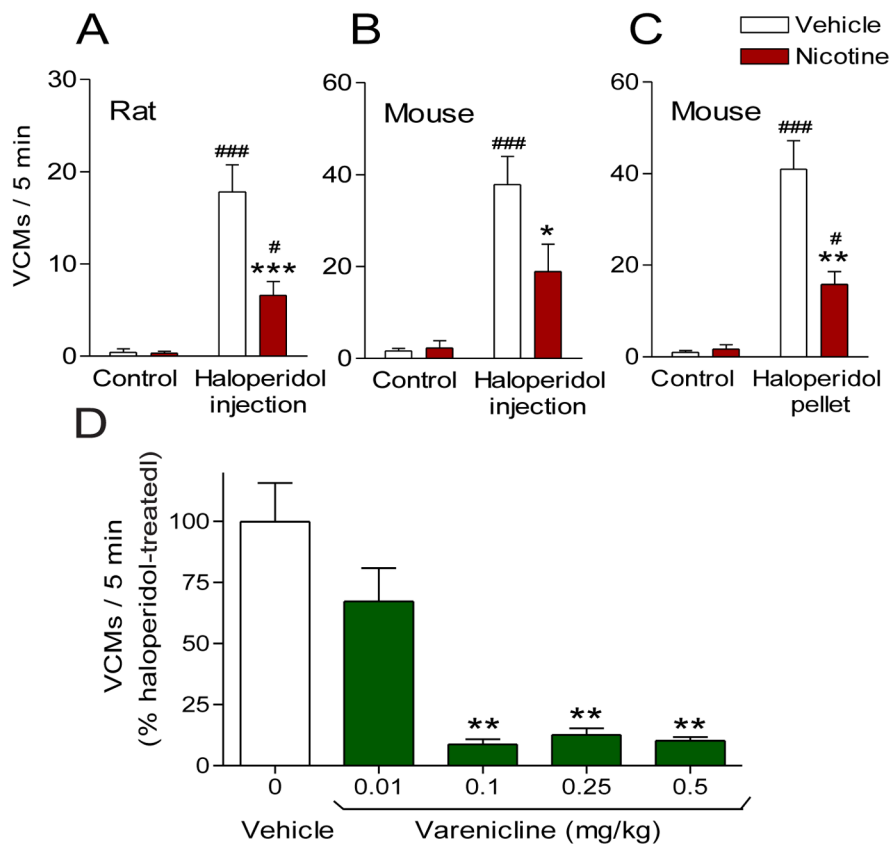 A
B
C
Vehicle
Nicotine
VCMs / 5 min
30
20
10
0
Rat
###
#
***
Control
Haloperidol
injection
60
40
20
0
Mouse
###
*
Control
Haloperidol
injection
60
40
20
0
Mouse
###
#
**
Control
Haloperidol
pellet
D
VCMs / 5 min
(% haloperidol-treatedl)
100
75
50
25
0
**
**
**
0
0.01
0.1
0.25
0.5
Vehicle
Varenicline (mg/kg)